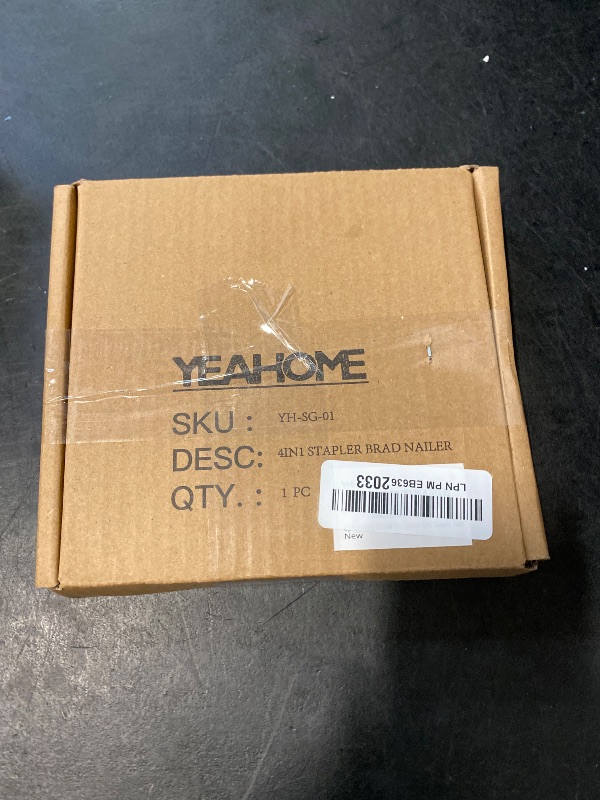 YEAHOME
SKU : YH-SG-01
DESC: 4IN1 STAPLER BRAD NAILER
QTY. : 1 PC
LPN PM EB6362033
New